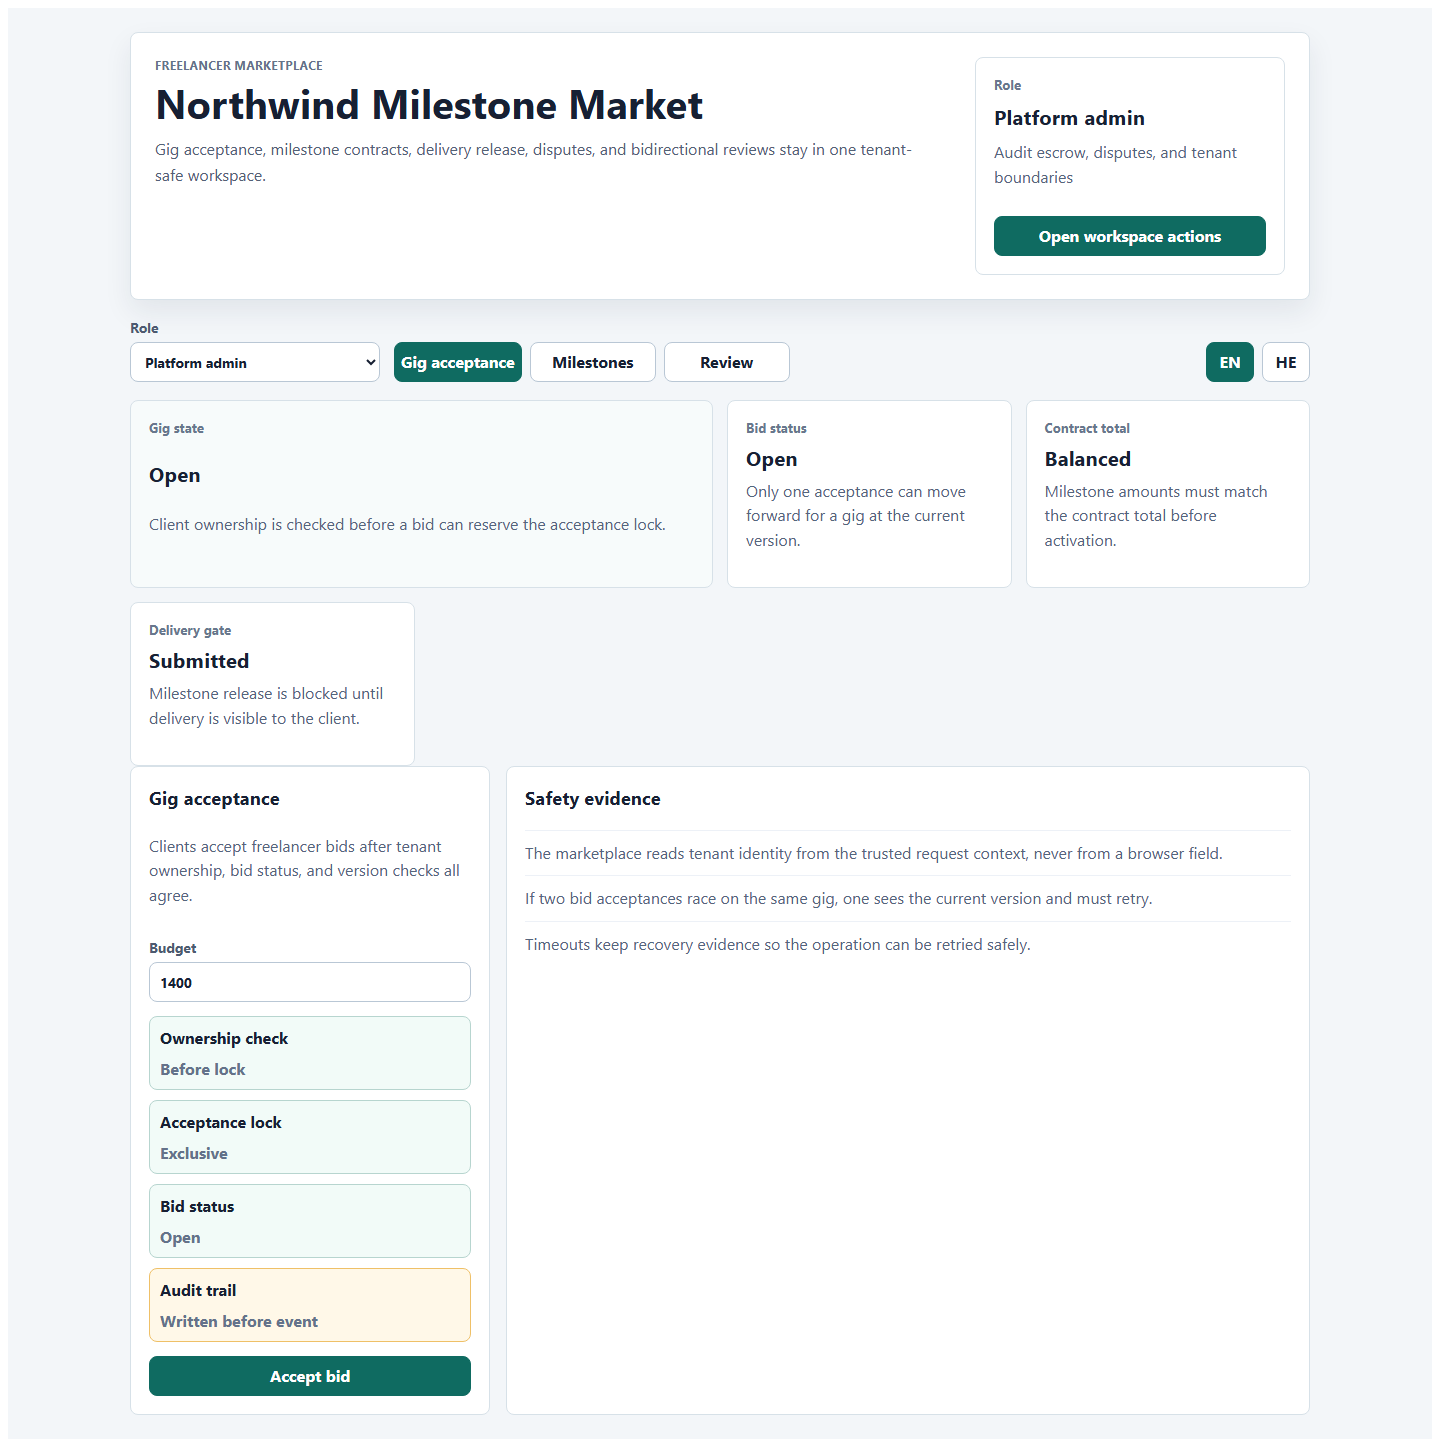 FREELANCER MARKETPLACE
Northwind Milestone Market
Gig acceptance, milestone contracts, delivery release, disputes, and bidirectional reviews stay in one tenant-
safe workspace.
Role
Platform admin
Audit escrow, disputes, and tenant
boundaries
Open workspace actions
Role
Platform admin
Gig acceptance
Milestones
Review
EN
HE
Gig state
Open
Client ownership is checked before a bid can reserve the acceptance lock.
Bid status
Open
Only one acceptance can move
forward for a gig at the current
version.
Contract total
Balanced
Milestone amounts must match
the contract total before
activation.
Delivery gate
Submitted
Milestone release is blocked until
delivery is visible to the client.
Gig acceptance
Clients accept freelancer bids after tenant
ownership, bid status, and version checks all
agree.
Budget
1400
Ownership check
Before lock
Acceptance lock
Exclusive
Bid status
Open
Audit trail
Written before event
Accept bid
Safety evidence
The marketplace reads tenant identity from the trusted request context, never from a browser field.
If two bid acceptances race on the same gig, one sees the current version and must retry.
Timeouts keep recovery evidence so the operation can be retried safely.